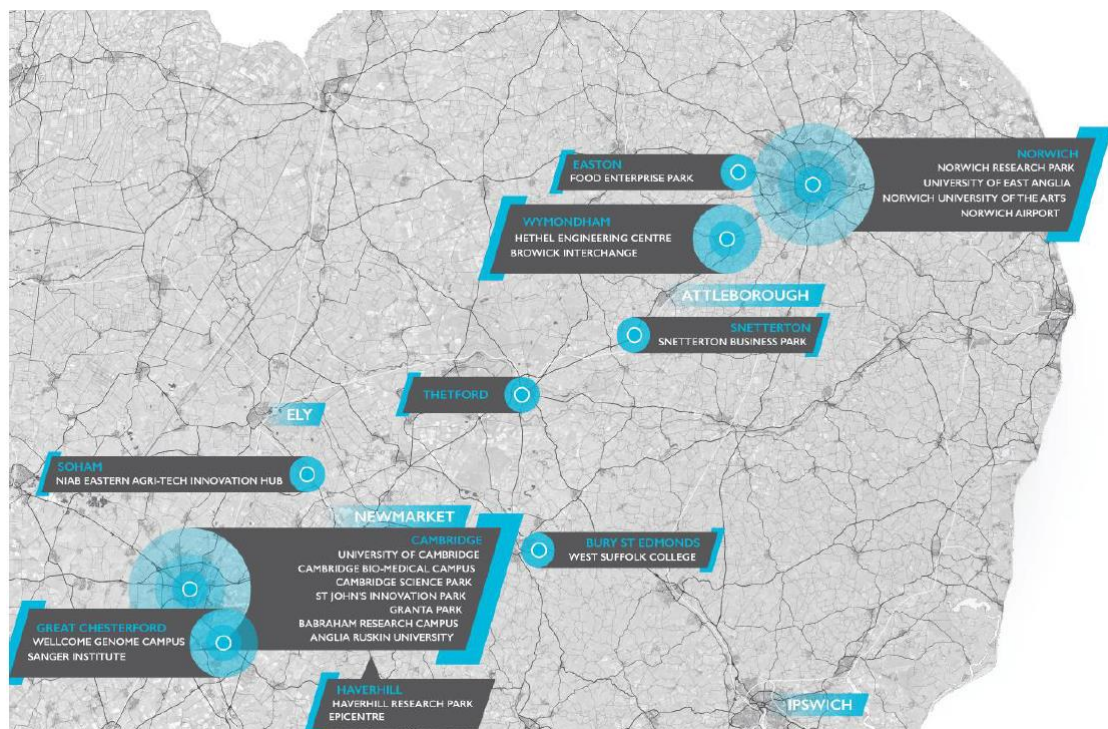 NORWICH
NORWICH RESEARCH PARK
UNIVERSITY OF EAST ANGLIA
NORWICH UNIVERSITY OF THE ARTS
NORWICH AIRPORT
EASTON
FOOD ENTERPRISE PARK
WYMONDHAM
HETHEL ENGINEERING CENTRE
BROWICK INTERCHANGE
ATTLEBOROUGH
SNETTERTON
SNETTERTON BUSINESS PARK
THETFORD
ELY
SOHAM
NIAB EASTERN AGRI-TECH INNOVATION HUB
NEWMARKET
CAMBRIDGE
UNIVERSITY OF CAMBRIDGE
CAMBRIDGE BIO-MEDICAL CAMPUS
CAMBRIDGE SCIENCE PARK
ST JOHN'S INNOVATION PARK
GRANTA PARK
BABRAHAM RESEARCH CAMPUS
ANGLIA RUSKIN UNIVERSITY
BURY ST EDMONDS
WEST SUFFOLK COLLEGE
GREAT CHESTERFORD
WELLCOME GENOME CAMPUS
SANGER INSTITUTE
HAVERHILL
HAVERHILL RESEARCH PARK
EPICENTRE
IPSWICH